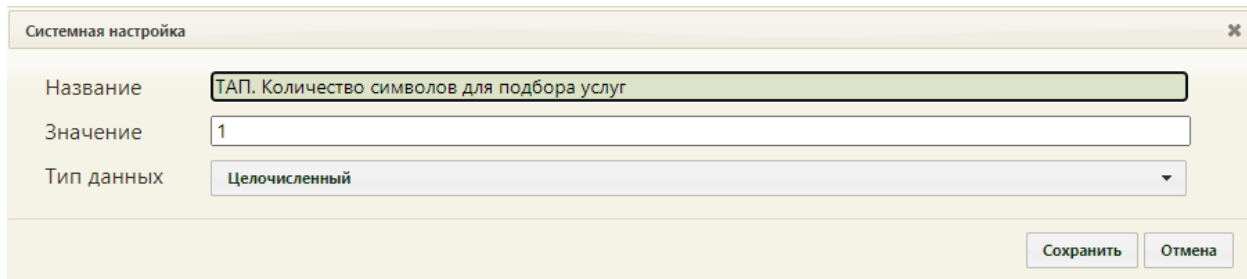 Системная настройка
Название ТАП. Количество символов для подбора услуг
Значение 1
Тип данных Целочисленный
Сохранить Отмена